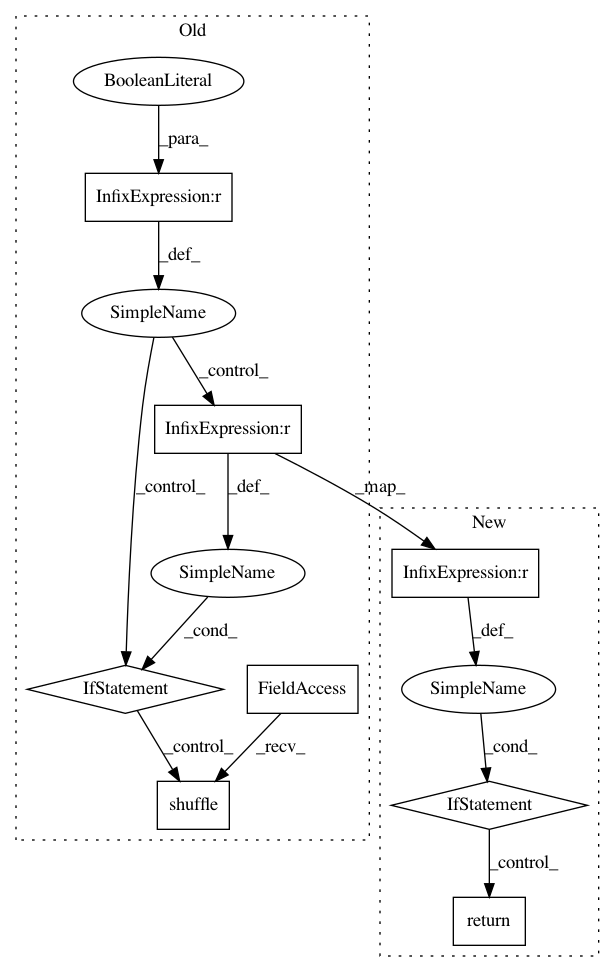 Old
BooleanLiteral
_para_
InfixExpression:r
_def_
SimpleName
_control_
InfixExpression:r
_control_
_def_
_map_
New
SimpleName
InfixExpression:r
_cond_
_def_
IfStatement
FieldAccess
SimpleName
_control_
_recv_
_cond_
shuffle
IfStatement
_control_
return